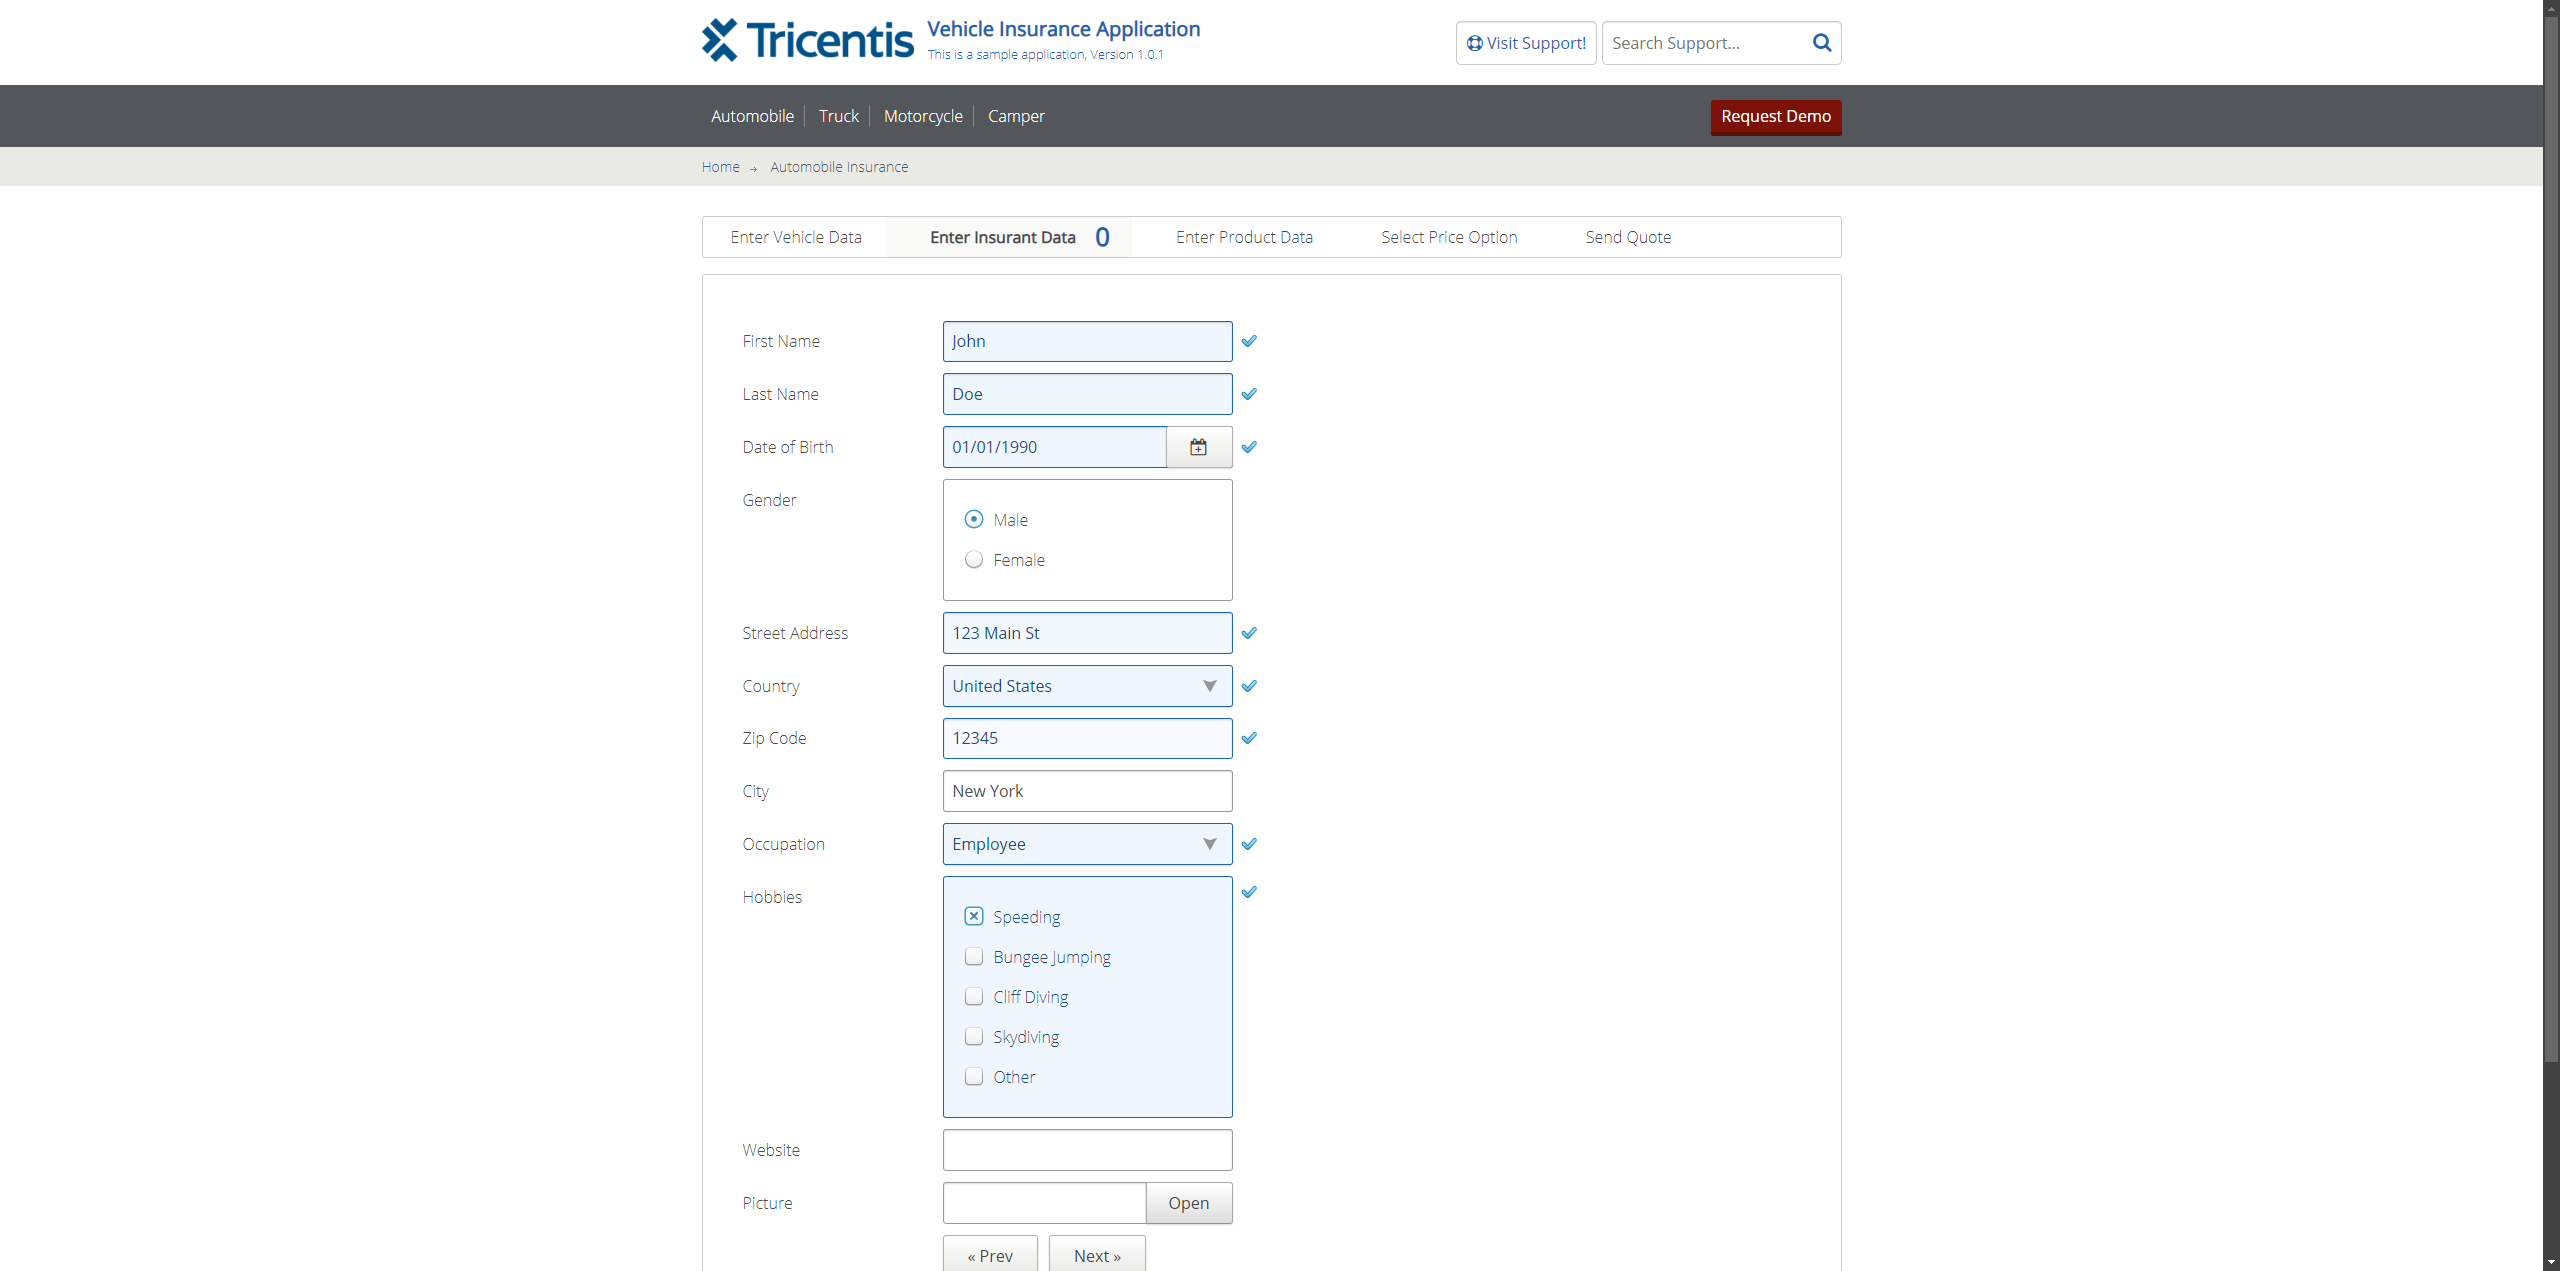 Tricentis
Vehicle Insurance Application
This is a sample application, Version 1.0.1
Visit Support!
Search Support...
Automobile
Truck
Motorcycle
Camper
Request Demo
Home
Automobile Insurance
Enter Vehicle Data
Enter Insurant Data 0
Enter Product Data
Select Price Option
Send Quote
First Name
John
Last Name
Doe
Date of Birth
01/01/1990
Gender
Male
Female
Street Address
123 Main St
Country
United States
Zip Code
12345
City
New York
Occupation
Employee
Hobbies
Speeding
Bungee Jumping
Cliff Diving
Skydiving
Other
Website
Picture
Open
« Prev
Next »